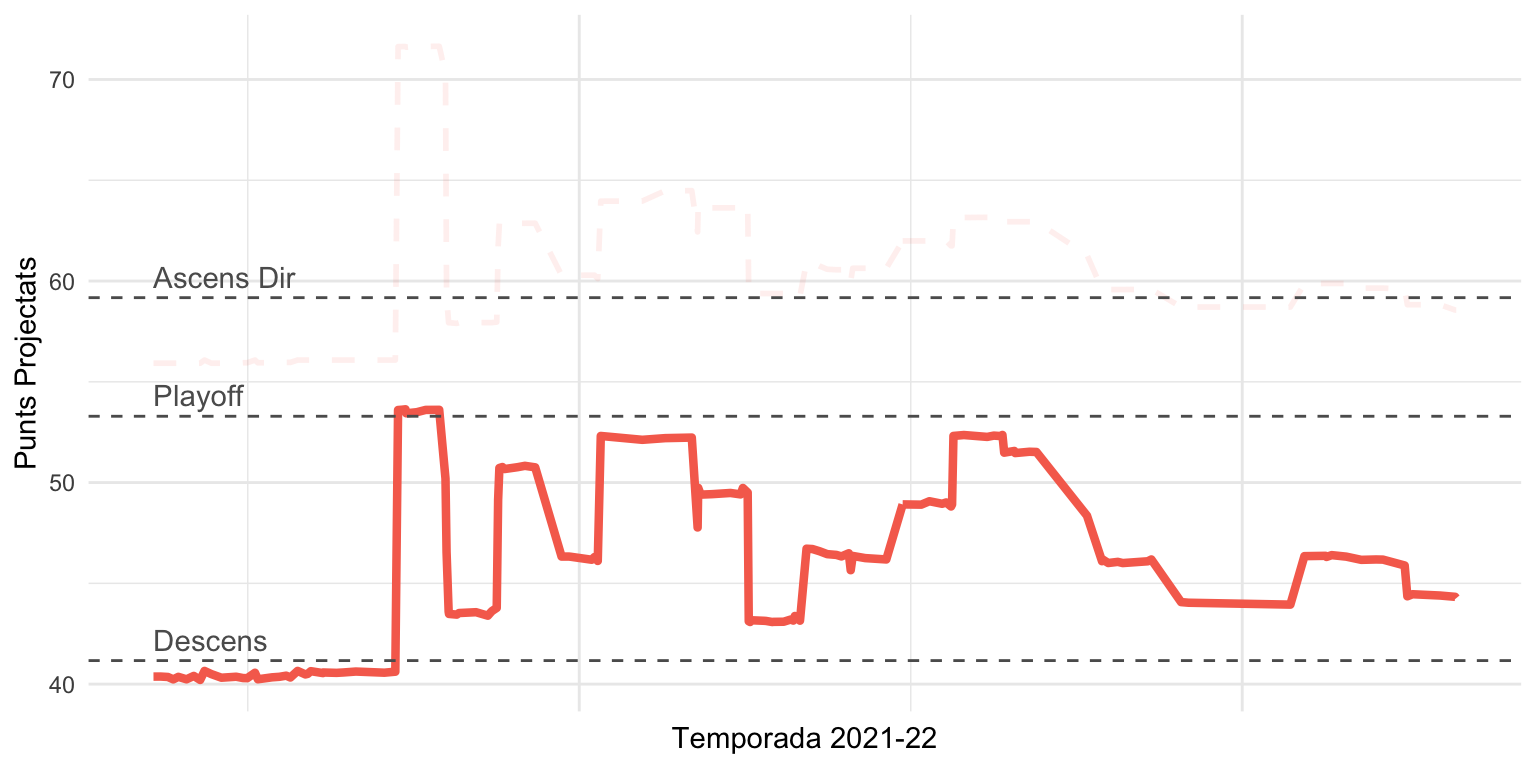 70
60
50
40
Punts Projectats
Ascens Dir
Playoff
Descens
Temporada 2021-22